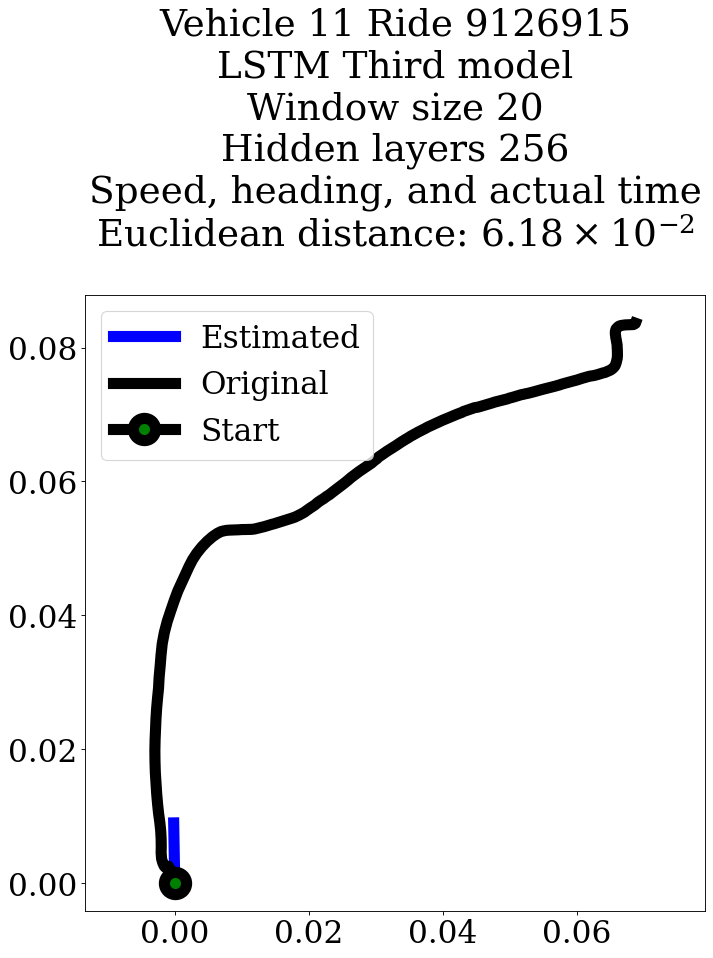 Vehicle 11 Ride 9126915
LSTM Third model
Window size 20
Hidden layers 256
Speed, heading, and actual time
Euclidean distance: 6.18 × 10⁻²
Estimated
Original
Start
0.08
0.06
0.04
0.02
0.00
0.00 0.02 0.04 0.06